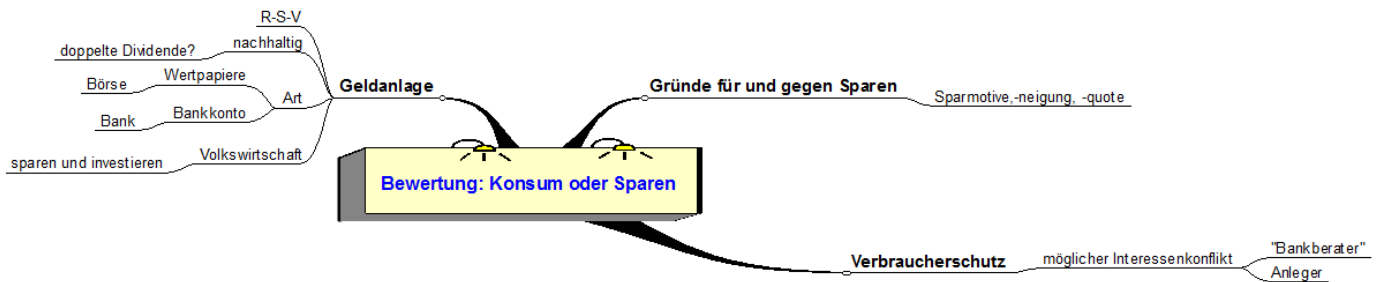 R-S-V
nachhaltig
doppelte Dividende?
Geldanlage
Wertpapiere
Börse
Art
Bankkonto
Bank
Volkswirtschaft
sparen und investieren
Gründe für und gegen Sparen
Sparmotive,-neigung, -quote
Bewertung: Konsum oder Sparen
Verbraucherschutz
möglicher Interessenkonflikt
"Bankberater"
Anleger